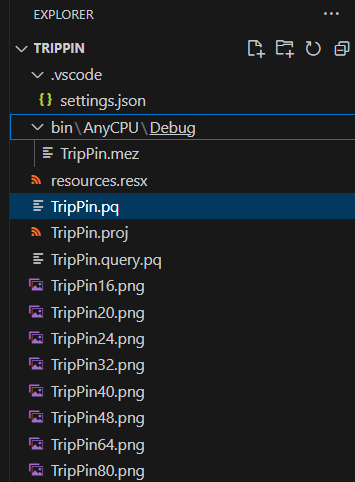 EXPLORER
TRIPPIN
.vscode
{ } settings.json
bin\AnyCPU\Debug
TripPin.mez
resources.resx
TripPin.pq
TripPin.proj
TripPin.query.pq
TripPin16.png
TripPin20.png
TripPin24.png
TripPin32.png
TripPin40.png
TripPin48.png
TripPin64.png
TripPin80.png